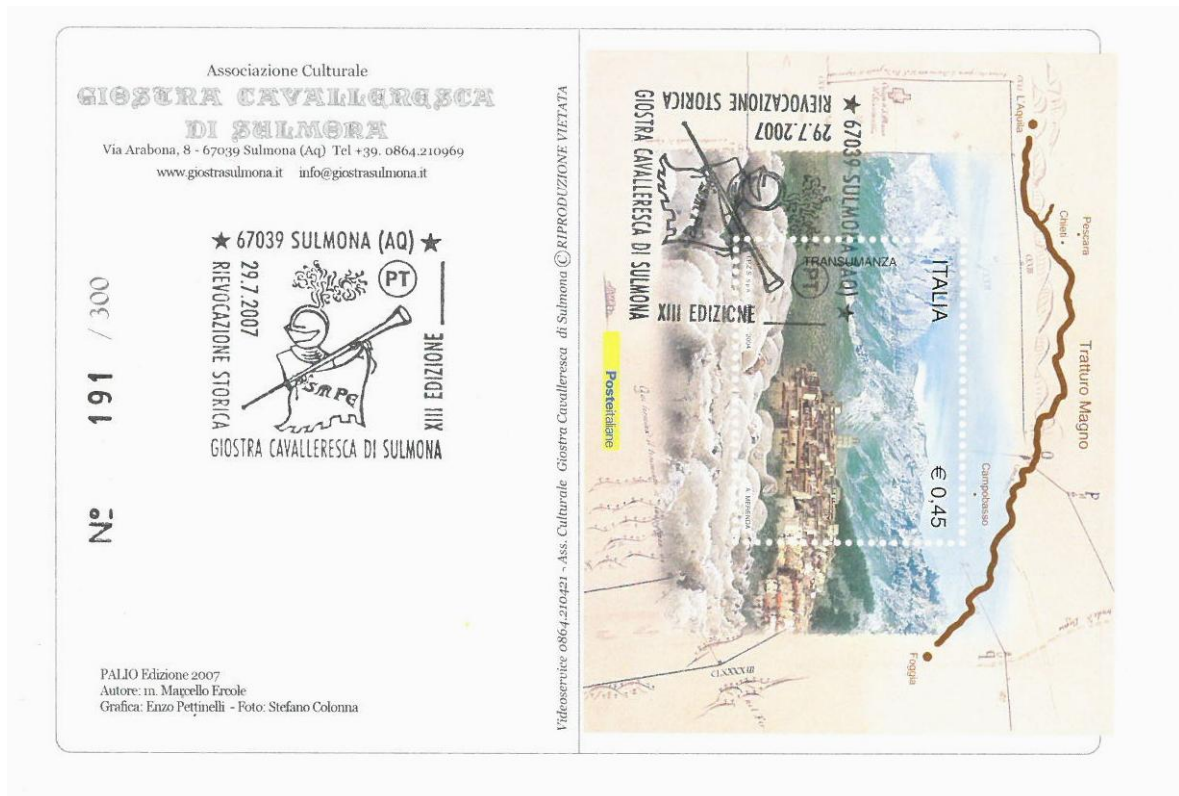 Associazione Culturale
GIOSTRA CAVALLERESCA
DI SULMONA
Via Arabona, 8 - 67039 Sulmona (Aq) Tel +39. 0864.210969
www.giostrasulmona.it info@giostrasulmona.it
★ 67039 SULMONA (AQ) ★
PT
29.7.2007
RIEVOCAZIONE STORICA
SMPE
XIII EDIZIONE
GIOSTRA CAVALLERESCA DI SULMONA
Nº 191 / 300
PALIO Edizione 2007
Autore: m. Marcello Ercole
Grafica: Enzo Pettinelli - Foto: Stefano Colonna
Videoservice 0864.210421 - Ass. Culturale Giostra Cavalleresca di Sulmona © RIPRODUZIONE VIETATA
L'Aquila
Pescara
Chieti
Tratturo Magno
Campobasso
Foggia
ITALIA
€ 0,45
TRANSUMANZA
A. MERENDA
2004
Posteitaliane
★ 67039 SULMONA (AQ) ★
PT
29.7.2007
RIEVOCAZIONE STORICA
XIII EDIZIONE
GIOSTRA CAVALLERESCA DI SULMONA